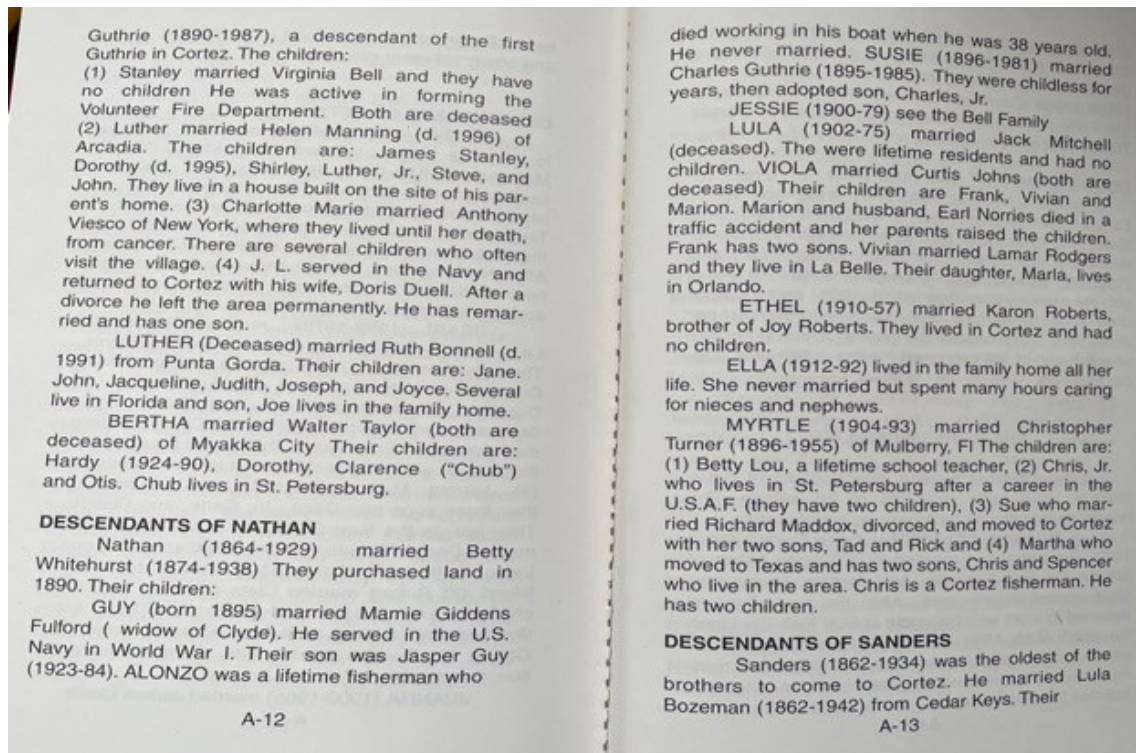 Guthrie (1890-1987), a descendant of the first
Guthrie in Cortez. The children:
(1) Stanley married Virginia Bell and they have
no children He was active in forming the
Volunteer Fire Department. Both are deceased
(2) Luther married Helen Manning (d. 1996) of
Arcadia. The children are: James Stanley,
Dorothy (d. 1995), Shirley, Luther, Jr., Steve, and
John. They live in a house built on the site of his par-
ent's home. (3) Charlotte Marie married Anthony
Viesco of New York, where they lived until her death,
from cancer. There are several children who often
visit the village. (4) J. L. served in the Navy and
returned to Cortez with his wife, Doris Duell. After a
divorce he left the area permanently. He has remar-
ried and has one son.
LUTHER (Deceased) married Ruth Bonnell (d.
1991) from Punta Gorda. Their children are: Jane.
John, Jacqueline, Judith, Joseph, and Joyce. Several
live in Florida and son, Joe lives in the family home.
BERTHA married Walter Taylor (both are
deceased) of Myakka City Their children are:
Hardy (1924-90), Dorothy, Clarence ("Chub")
and Otis. Chub lives in St. Petersburg.
DESCENDANTS OF NATHAN
Nathan (1864-1929) married Betty
Whitehurst (1874-1938) They purchased land in
1890. Their children:
GUY (born 1895) married Mamie Giddens
Fulford ( widow of Clyde). He served in the U.S.
Navy in World War I. Their son was Jasper Guy
(1923-84). ALONZO was a lifetime fisherman who
A-12
died working in his boat when he was 38 years old.
He never married. SUSIE (1896-1981) married
Charles Guthrie (1895-1985). They were childless for
years, then adopted son, Charles, Jr.
JESSIE (1900-79) see the Bell Family
LULA (1902-75) married Jack Mitchell
(deceased). The were lifetime residents and had no
children. VIOLA married Curtis Johns (both are
deceased) Their children are Frank, Vivian and
Marion. Marion and husband, Earl Norries died in a
traffic accident and her parents raised the children.
Frank has two sons. Vivian married Lamar Rodgers
and they live in La Belle. Their daughter, Marla, lives
in Orlando.
ETHEL (1910-57) married Karon Roberts,
brother of Joy Roberts. They lived in Cortez and had
no children.
ELLA (1912-92) lived in the family home all her
life. She never married but spent many hours caring
for nieces and nephews.
MYRTLE (1904-93) married Christopher
Turner (1896-1955) of Mulberry, Fl The children are:
(1) Betty Lou, a lifetime school teacher, (2) Chris, Jr.
who lives in St. Petersburg after a career in the
U.S.A.F. (they have two children), (3) Sue who mar-
ried Richard Maddox, divorced, and moved to Cortez
with her two sons, Tad and Rick and (4) Martha who
moved to Texas and has two sons, Chris and Spencer
who live in the area. Chris is a Cortez fisherman. He
has two children.
DESCENDANTS OF SANDERS
Sanders (1862-1934) was the oldest of the
brothers to come to Cortez. He married Lula
Bozeman (1862-1942) from Cedar Keys. Their
A-13